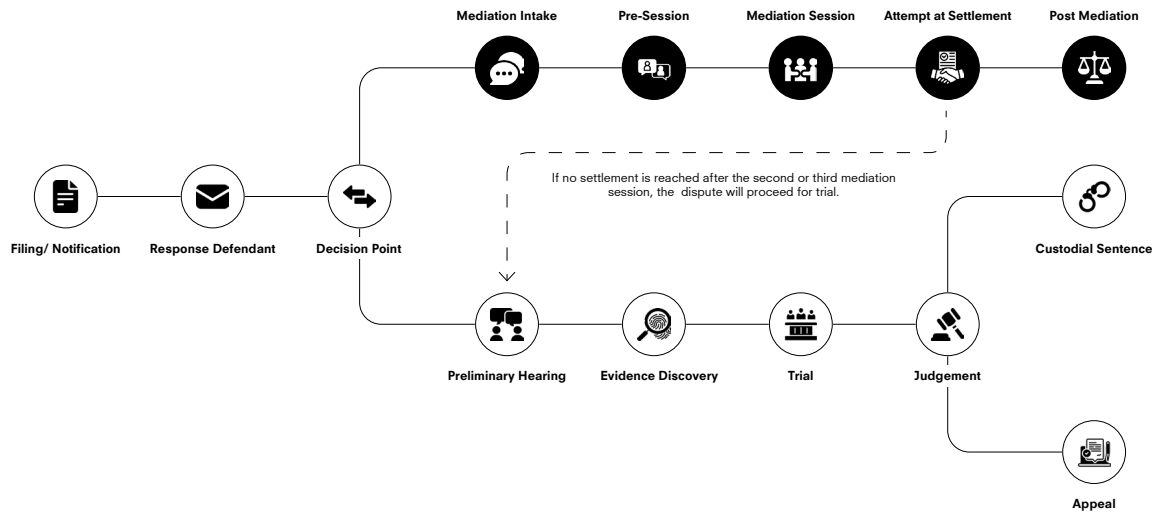 Mediation Intake
Pre-Session
Mediation Session
Attempt at Settlement
Post Mediation
If no settlement is reached after the second or third mediation
session, the dispute will proceed for trial.
Filing/ Notification
Response Defendant
Decision Point
Custodial Sentence
Preliminary Hearing
Evidence Discovery
Trial
Judgement
Appeal